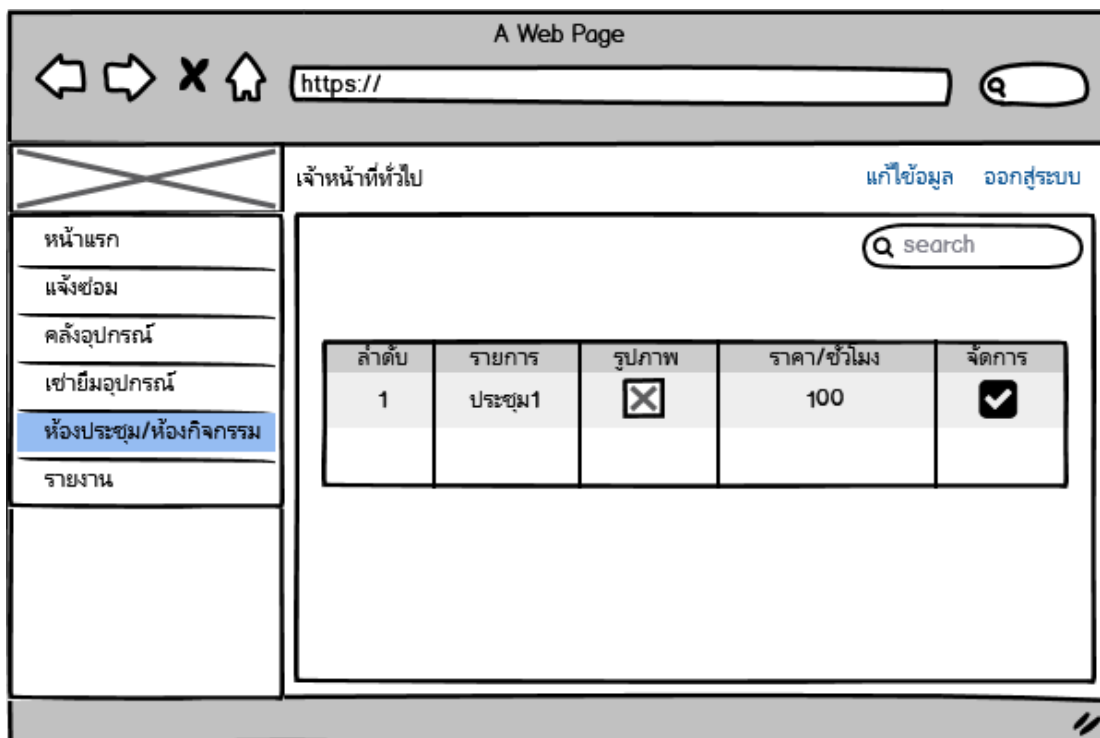 A Web Page
https://
เจ้าหน้าที่ทั่วไป แก้ไข้อมูล ออกสู่ระบบ
หน้าแรก
แจ้งซ่อม
คลังอุปกรณ์
เช่ายืมอุปกรณ์
ห้องประชุม/ห้องกิจกรรม
รายงาน
search
ลำดับ รายการ รูปภาพ ราคา/ชั่วโมง จัดการ
1 ประชุม1 100